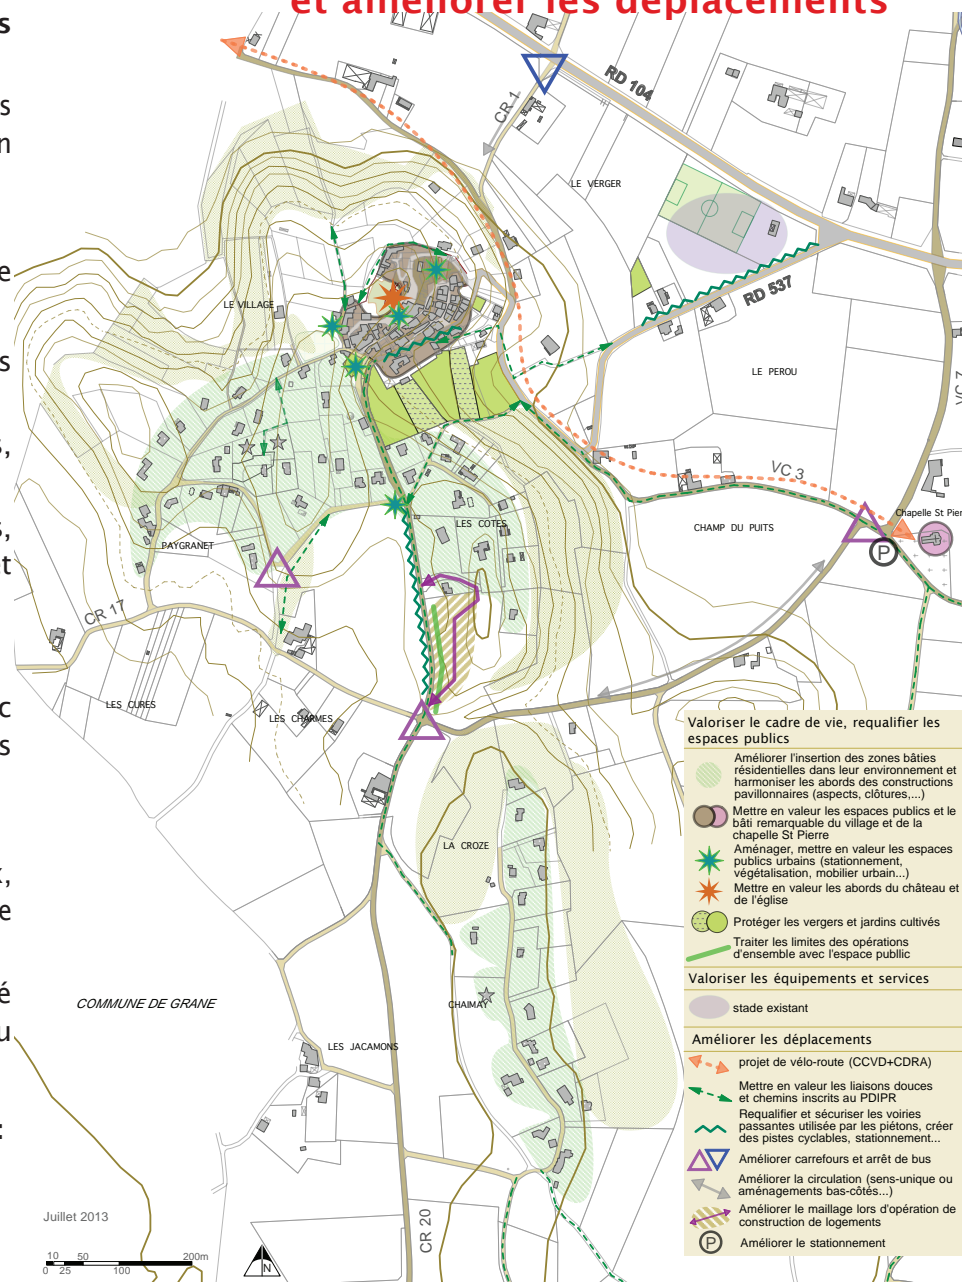 et améliorer les déplacements
s
s
n
e
s
s,
s,
et
c
s
x,
e
é
u
:
RD 104
CR 1
LE VERGER
LE VILLAGE
RD 537
LE PEROU
VC 3
Chapelle St Pier
CHAMP DU PUITS
LES COTES
PAYGRANET
CR 17
LES CURES
LES CHARMES
LA CROZE
COMMUNE DE GRANE
CHAIMAY
LES JACAMONS
CR 20
P
Valoriser le cadre de vie, requalifier les
espaces publics
Améliorer l'insertion des zones bâties
résidentielles dans leur environnement et
harmoniser les abords des constructions
pavillonnaires (aspects, clôtures,...)
Mettre en valeur les espaces publics et le
bâti remarquable du village et de la
chapelle St Pierre
Aménager, mettre en valeur les espaces
publics urbains (stationnement,
végétalisation, mobilier urbain...)
Mettre en valeur les abords du château et
de l'église
Protéger les vergers et jardins cultivés
Traiter les limites des opérations
d'ensemble avec l'espace publlic
Valoriser les équipements et services
stade existant
Améliorer les déplacements
projet de vélo-route (CCVD+CDRA)
Mettre en valeur les liaisons douces
et chemins inscrits au PDIPR
Requalifier et sécuriser les voiries
passantes utilisée par les piétons, créer
des pistes cyclables, stationnement...
Améliorer carrefours et arrêt de bus
Améliorer la circulation (sens-unique ou
aménagements bas-côtés...)
Améliorer le maillage lors d'opération de
construction de logements
P Améliorer le stationnement
Juillet 2013
10 50 200m
0 25 100
N